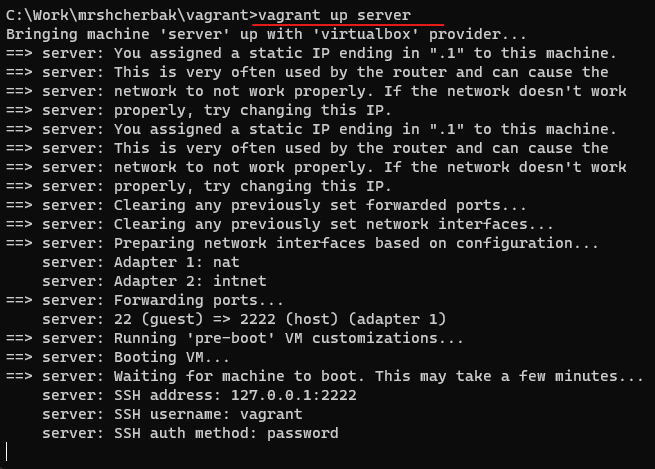 C:\Work\mrshcherbak\vagrant>vagrant up server
Bringing machine 'server' up with 'virtualbox' provider...
==> server: You assigned a static IP ending in ".1" to this machine.
==> server: This is very often used by the router and can cause the
==> server: network to not work properly. If the network doesn't work
==> server: properly, try changing this IP.
==> server: You assigned a static IP ending in ".1" to this machine.
==> server: This is very often used by the router and can cause the
==> server: network to not work properly. If the network doesn't work
==> server: properly, try changing this IP.
==> server: Clearing any previously set forwarded ports...
==> server: Clearing any previously set network interfaces...
==> server: Preparing network interfaces based on configuration...
    server: Adapter 1: nat
    server: Adapter 2: intnet
==> server: Forwarding ports...
    server: 22 (guest) => 2222 (host) (adapter 1)
==> server: Running 'pre-boot' VM customizations...
==> server: Booting VM...
==> server: Waiting for machine to boot. This may take a few minutes...
    server: SSH address: 127.0.0.1:2222
    server: SSH username: vagrant
    server: SSH auth method: password